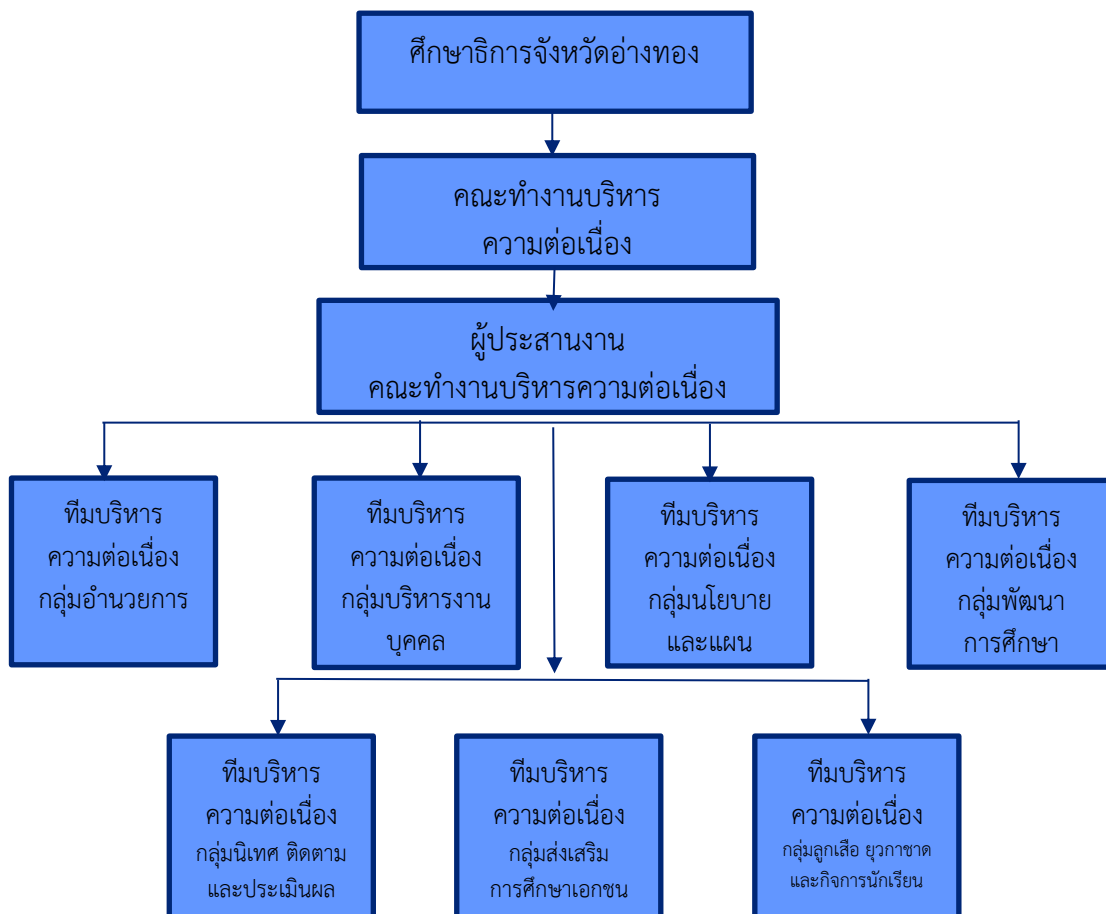 ศึกษาธิการจังหวัดอ่างทอง
คณะทำงานบริหาร
ความต่อเนื่อง
ผู้ประสานงาน
คณะทำงานบริหารความต่อเนื่อง
ทีมบริหาร
ความต่อเนื่อง
กลุ่มอำนวยการ
ทีมบริหาร
ความต่อเนื่อง
กลุ่มบริหารงาน
บุคคล
ทีมบริหาร
ความต่อเนื่อง
กลุ่มนโยบาย
และแผน
ทีมบริหาร
ความต่อเนื่อง
กลุ่มพัฒนา
การศึกษา
ทีมบริหาร
ความต่อเนื่อง
กลุ่มนิเทศ ติดตาม
และประเมินผล
ทีมบริหาร
ความต่อเนื่อง
กลุ่มส่งเสริม
การศึกษาเอกชน
ทีมบริหาร
ความต่อเนื่อง
กลุ่มลูกเสือ ยุวกาชาด
และกิจการนักเรียน